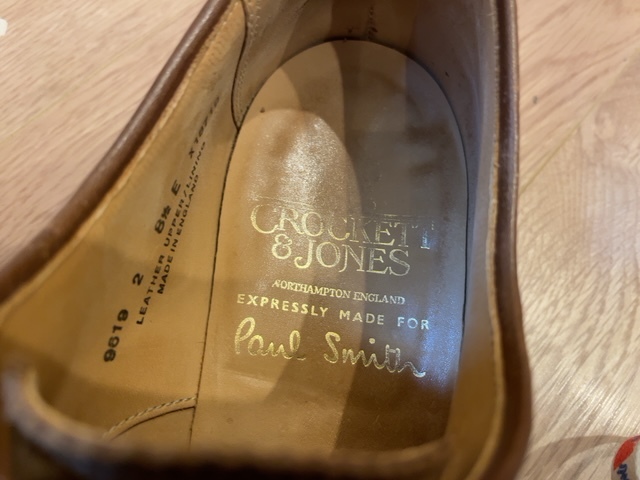 CROCKETT
& JONES
NORTHAMPTON ENGLAND
EXPRESSLY MADE FOR
Paul Smith
9619 2 8½ E
LEATHER UPPER/LINING
MADE IN ENGLAND